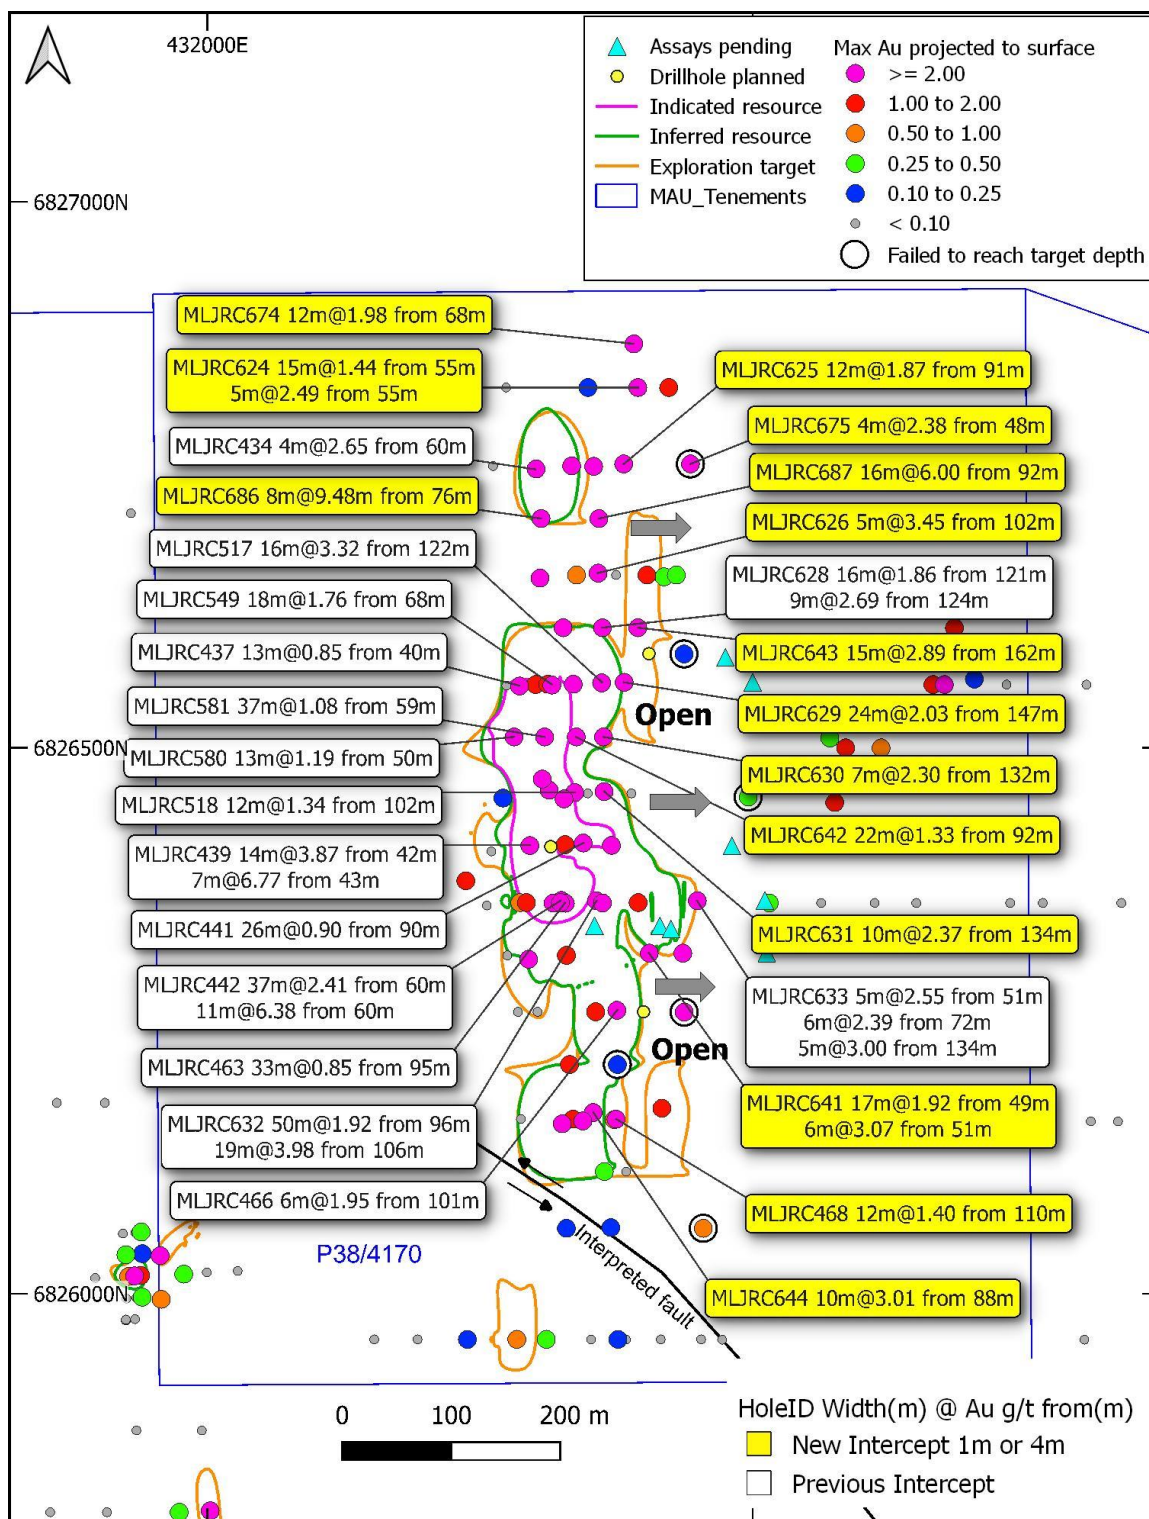 432000E
Assays pending
Drillhole planned
Indicated resource
Inferred resource
Exploration target
MAU_Tenements
Max Au projected to surface
>= 2.00
1.00 to 2.00
0.50 to 1.00
0.25 to 0.50
0.10 to 0.25
< 0.10
Failed to reach target depth
6827000N
MLJRC674 12m@1.98 from 68m
MLJRC624 15m@1.44 from 55m
5m@2.49 from 55m
MLJRC434 4m@2.65 from 60m
MLJRC686 8m@9.48m from 76m
MLJRC517 16m@3.32 from 122m
MLJRC549 18m@1.76 from 68m
MLJRC437 13m@0.85 from 40m
MLJRC581 37m@1.08 from 59m
6826500N
MLJRC580 13m@1.19 from 50m
MLJRC518 12m@1.34 from 102m
MLJRC439 14m@3.87 from 42m
7m@6.77 from 43m
MLJRC441 26m@0.90 from 90m
MLJRC442 37m@2.41 from 60m
11m@6.38 from 60m
MLJRC463 33m@0.85 from 95m
MLJRC632 50m@1.92 from 96m
19m@3.98 from 106m
MLJRC466 6m@1.95 from 101m
MLJRC625 12m@1.87 from 91m
MLJRC675 4m@2.38 from 48m
MLJRC687 16m@6.00 from 92m
MLJRC626 5m@3.45 from 102m
MLJRC628 16m@1.86 from 121m
9m@2.69 from 124m
MLJRC643 15m@2.89 from 162m
Open
MLJRC629 24m@2.03 from 147m
MLJRC630 7m@2.30 from 132m
MLJRC642 22m@1.33 from 92m
MLJRC631 10m@2.37 from 134m
MLJRC633 5m@2.55 from 51m
6m@2.39 from 72m
5m@3.00 from 134m
Open
MLJRC641 17m@1.92 from 49m
6m@3.07 from 51m
MLJRC468 12m@1.40 from 110m
MLJRC644 10m@3.01 from 88m
Interpreted fault
P38/4170
6826000N
0 100 200 m
HoleID Width(m) @ Au g/t from(m)
New Intercept 1m or 4m
Previous Intercept